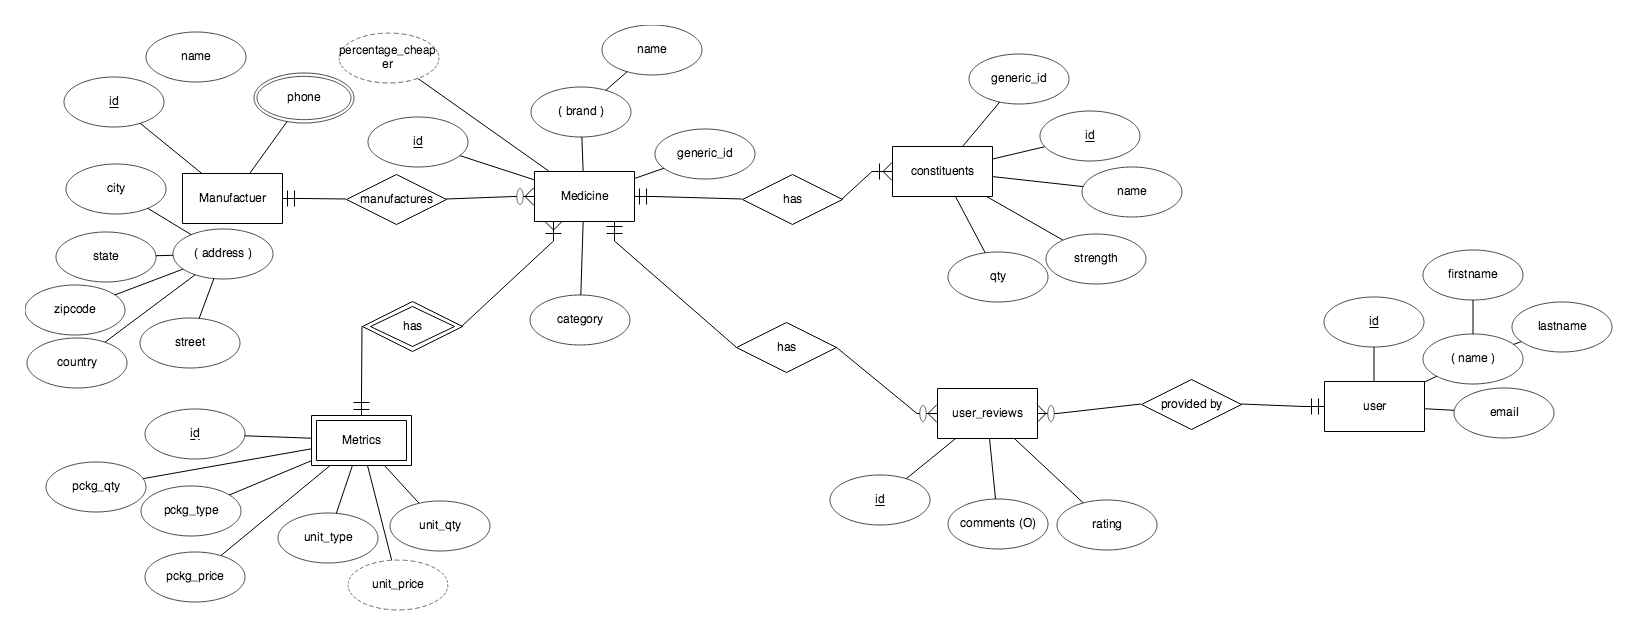 name
percentage_cheap
er
name
id
phone
( brand )
generic_id
id
generic_id
id
city
Manufactuer
manufactures
Medicine
has
constituents
name
state
( address )
zipcode
country
street
category
qty
strength
has
has
firstname
id
lastname
( name )
user_reviews
provided by
user
email
id
Metrics
pckg_qty
pckg_type
unit_type
unit_qty
pckg_price
unit_price
id
comments (O)
rating